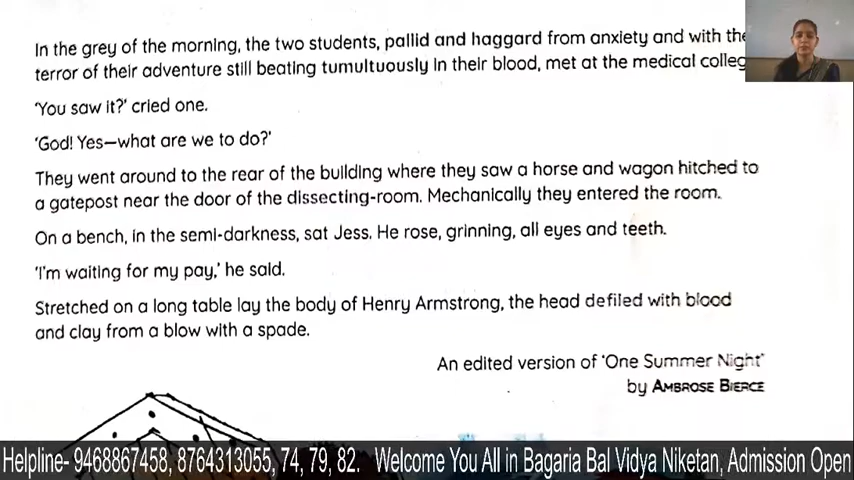 In the grey of the morning, the two students, pallid and haggard from anxiety and with the
terror of their adventure still beating tumultuously in their blood, met at the medical colleg
'You saw it?' cried one.
'God! Yes—what are we to do?'
They went around to the rear of the building where they saw a horse and wagon hitched to
a gatepost near the door of the dissecting-room. Mechanically they entered the room.
On a bench, in the semi-darkness, sat Jess. He rose, grinning, all eyes and teeth.
'I'm waiting for my pay,' he said.
Stretched on a long table lay the body of Henry Armstrong, the head defiled with blood
and clay from a blow with a spade.
An edited version of 'One Summer Night'
by AMBROSE BIERCE
Helpline- 9468867458, 8764313055, 74, 79, 82. Welcome You All in Bagaria Bal Vidya Niketan, Admission Open